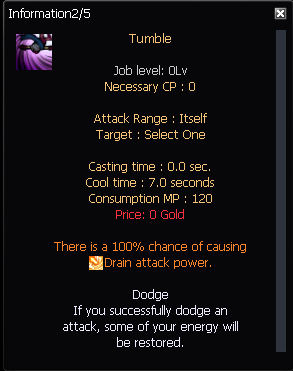 Information2/5
Tumble
Job level: 0Lv
Necessary CP : 0
Attack Range : Itself
Target : Select One
Casting time : 0.0 sec.
Cool time : 7.0 seconds
Consumption MP : 120
Price: 0 Gold
There is a 100% chance of causing
Drain attack power.
Dodge
If you successfully dodge an
attack, some of your energy will
be restored.